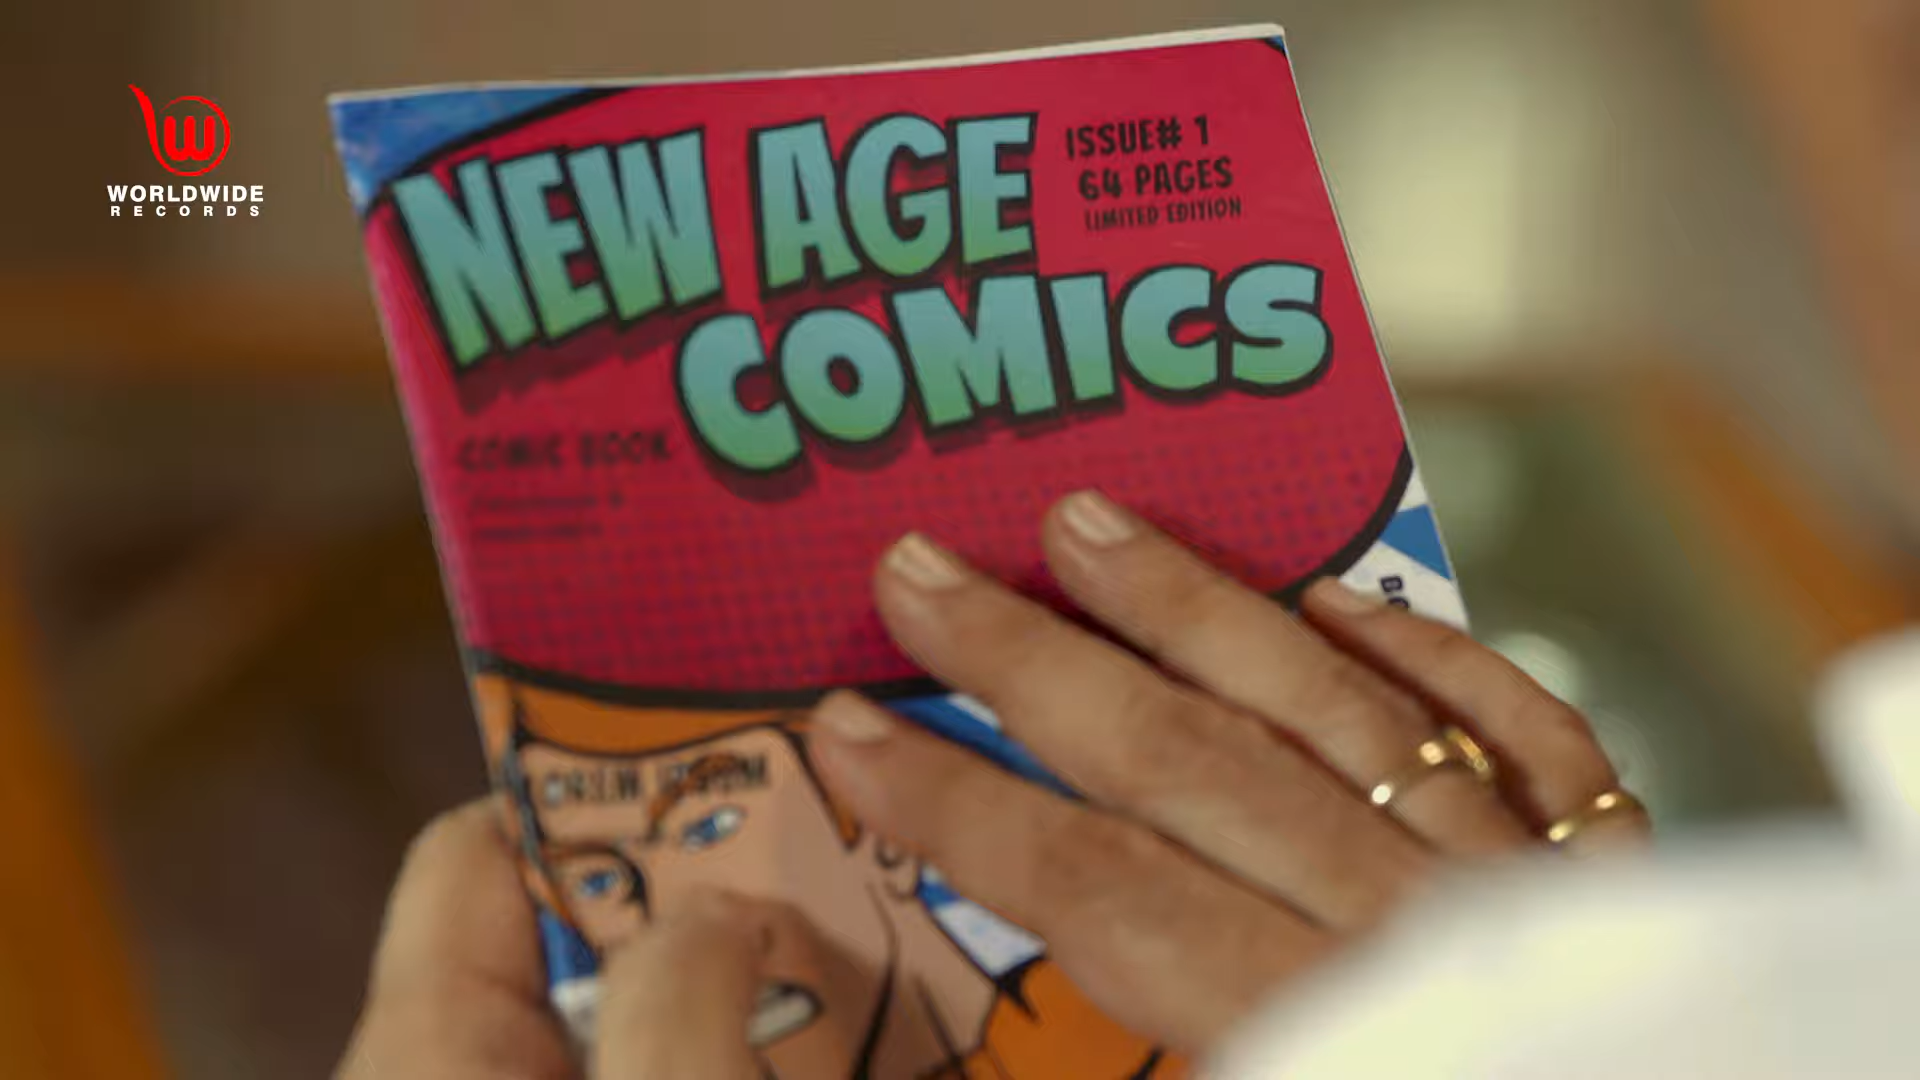 WORLDWIDE
RECORDS
NEW AGE
COMICS
ISSUE# 1
64 PAGES
LIMITED EDITION
COMIC BOOK